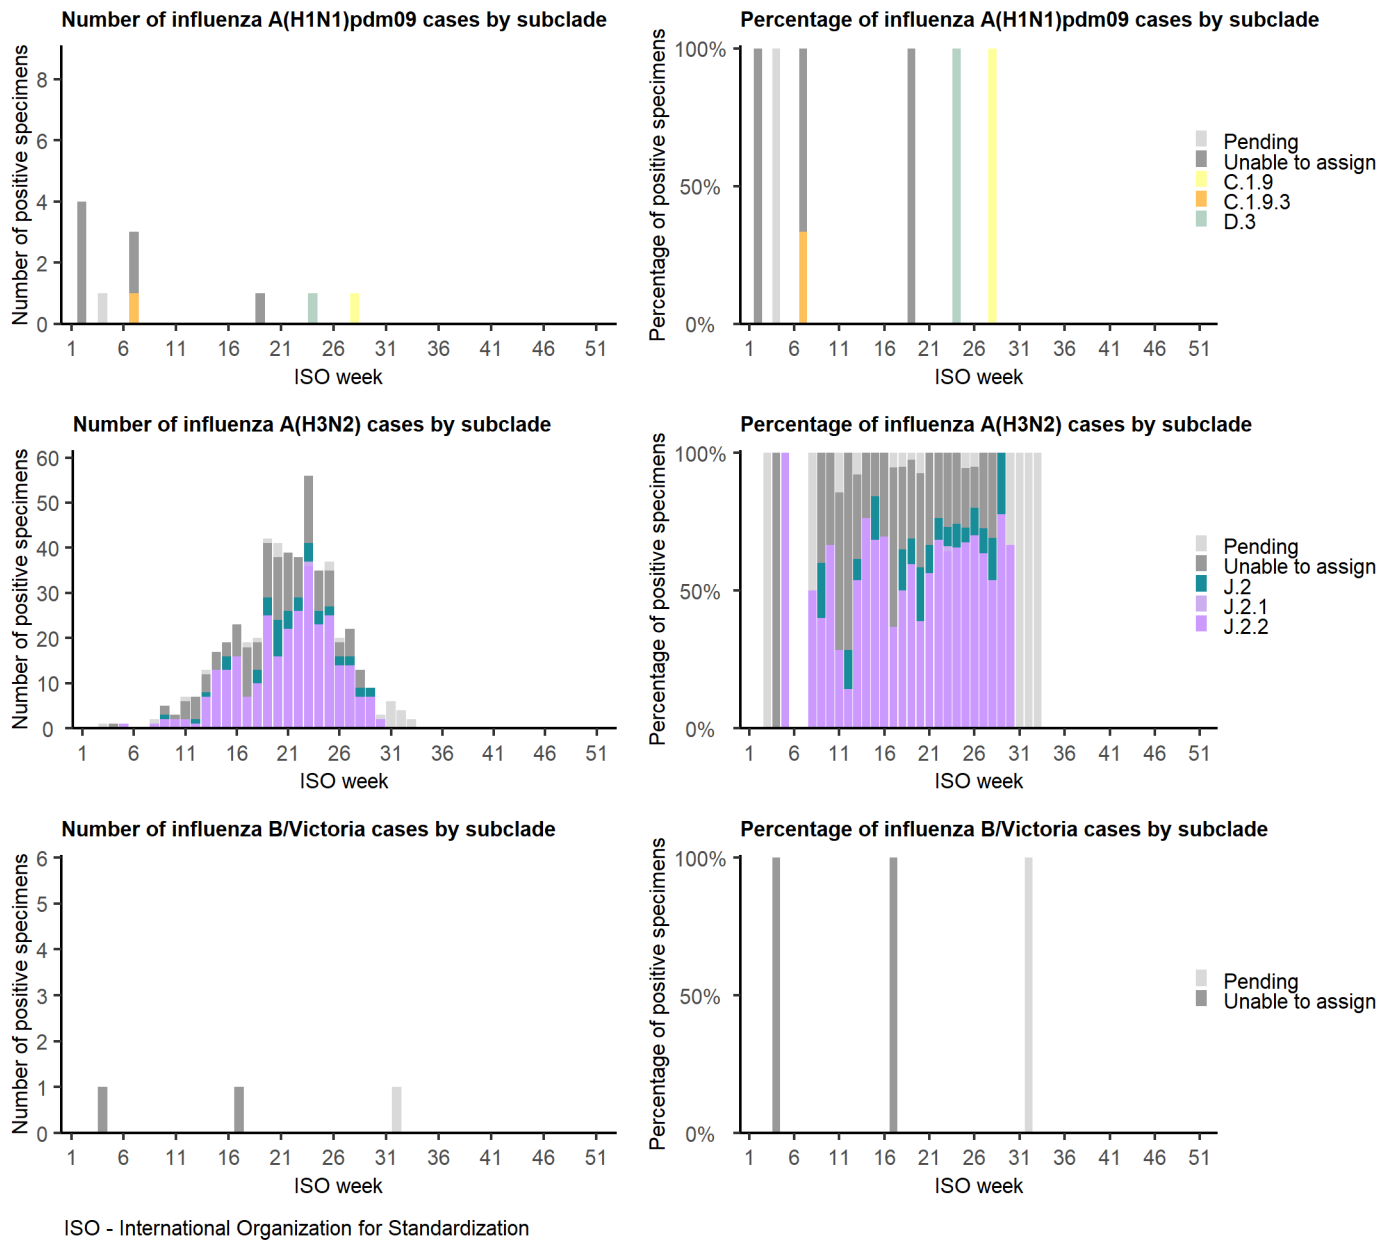 Number of influenza A(H1N1)pdm09 cases by subclade
Number of positive specimens
8
6
4
2
0
1 6 11 16 21 26 31 36 41 46 51
ISO week
Percentage of influenza A(H1N1)pdm09 cases by subclade
Percentage of positive specimens
100%
50%
0%
1 6 11 16 21 26 31 36 41 46 51
ISO week
Pending
Unable to assign
C.1.9
C.1.9.3
D.3
Number of influenza A(H3N2) cases by subclade
Number of positive specimens
60
50
40
30
20
10
0
1 6 11 16 21 26 31 36 41 46 51
ISO week
Percentage of influenza A(H3N2) cases by subclade
Percentage of positive specimens
100%
50%
0%
1 6 11 16 21 26 31 36 41 46 51
ISO week
Pending
Unable to assign
J.2
J.2.1
J.2.2
Number of influenza B/Victoria cases by subclade
Number of positive specimens
6
5
4
3
2
1
0
1 6 11 16 21 26 31 36 41 46 51
ISO week
Percentage of influenza B/Victoria cases by subclade
Percentage of positive specimens
100%
50%
0%
1 6 11 16 21 26 31 36 41 46 51
ISO week
Pending
Unable to assign
ISO - International Organization for Standardization